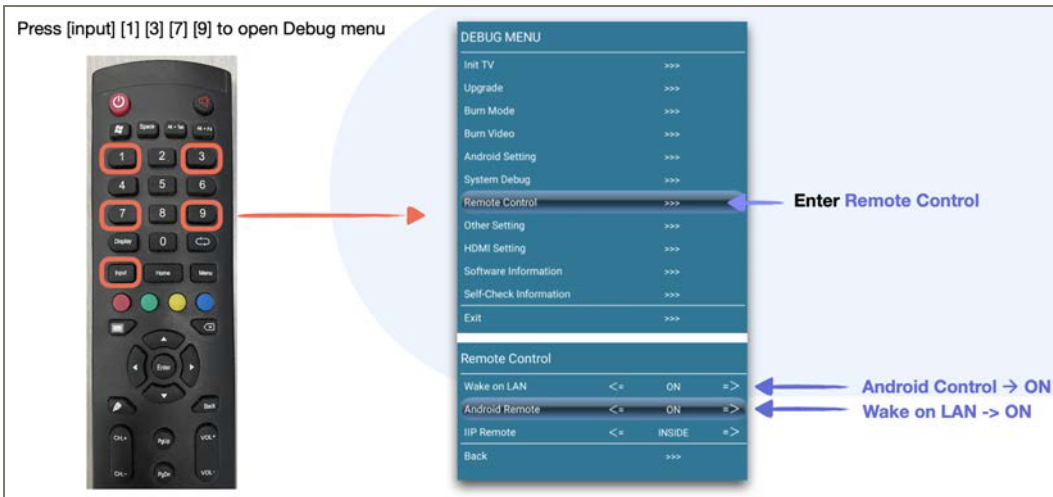 Press [input] [1] [3] [7] [9] to open Debug menu
Space
1 2 3
4 5 6
7 8 9
Display 0
Input Home Menu
Enter
Back
CH.+ PgUp VOL+
CH.- PgDn VOL-
DEBUG MENU
Init TV >>>
Upgrade >>>
Burn Mode >>>
Burn Video >>>
Android Setting >>>
System Debug >>>
Remote Control >>>
Other Setting >>>
HDMI Setting >>>
Software Information >>>
Self-Check Information >>>
Exit >>>
Enter Remote Control
Remote Control
Wake on LAN <= ON =>
Android Remote <= ON =>
IIP Remote <= INSIDE =>
Back >>>
Android Control → ON
Wake on LAN -> ON